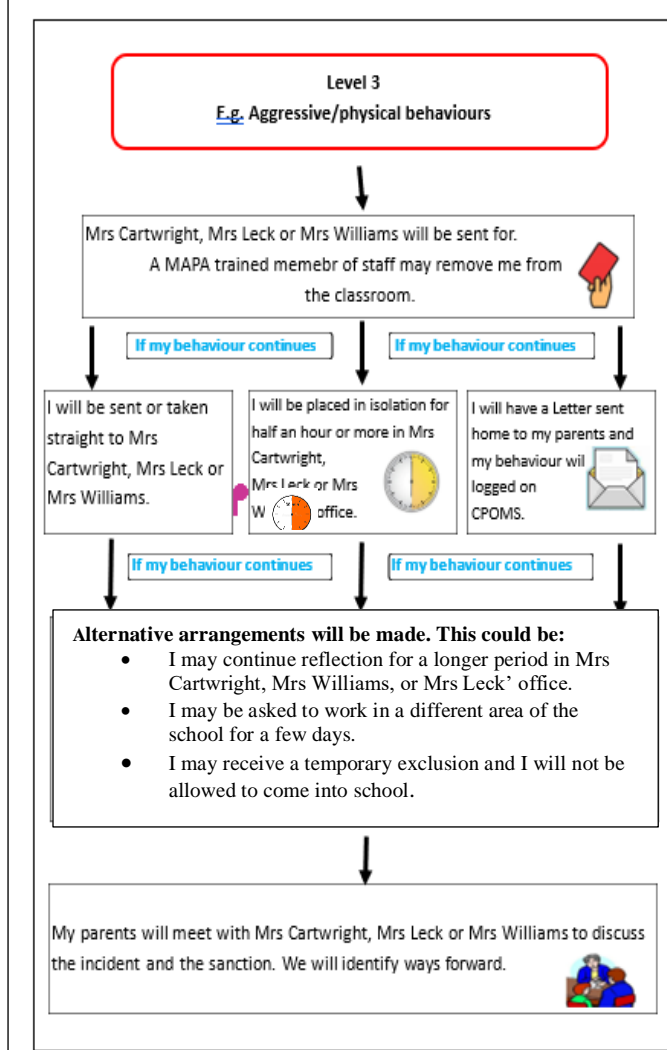 Level 3
E.g. Aggressive/physical behaviours
Mrs Cartwright, Mrs Leck or Mrs Williams will be sent for.
A MAPA trained memebr of staff may remove me from
the classroom.
If my behaviour continues
If my behaviour continues
I will be sent or taken
straight to Mrs
Cartwright, Mrs Leck or
Mrs Williams.
I will be placed in isolation for
half an hour or more in Mrs
Cartwright,
Mrs Leck or Mrs
W office.
I will have a Letter sent
home to my parents and
my behaviour wil
logged on
CPOMS.
If my behaviour continues
If my behaviour continues
Alternative arrangements will be made. This could be:
• I may continue reflection for a longer period in Mrs
Cartwright, Mrs Williams, or Mrs Leck’ office.
• I may be asked to work in a different area of the
school for a few days.
• I may receive a temporary exclusion and I will not be
allowed to come into school.
My parents will meet with Mrs Cartwright, Mrs Leck or Mrs Williams to discuss
the incident and the sanction. We will identify ways forward.